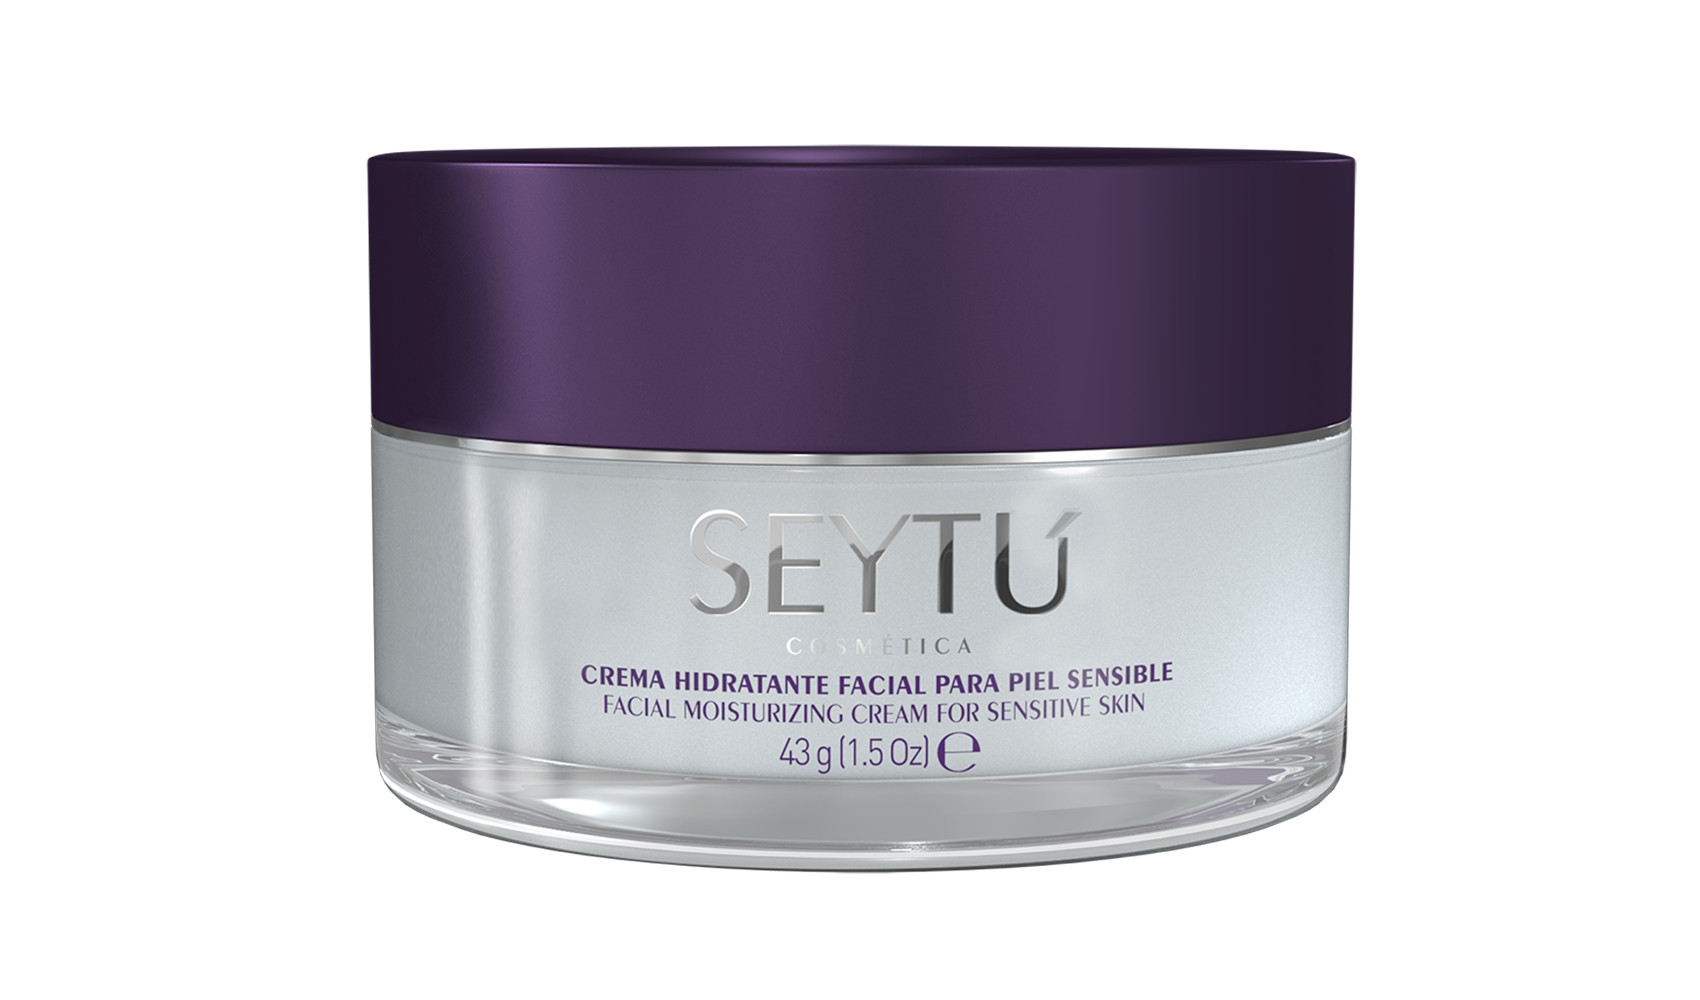 SEYTÚ
COSMÉTICA
CREMA HIDRATANTE FACIAL PARA PIEL SENSIBLE
FACIAL MOISTURIZING CREAM FOR SENSITIVE SKIN
43 g (1.5 Oz) ℮